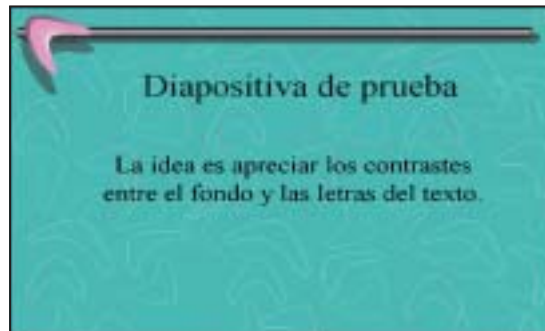 Diapositiva de prueba
La idea es apreciar los contrastes
entre el fondo y las letras del texto.